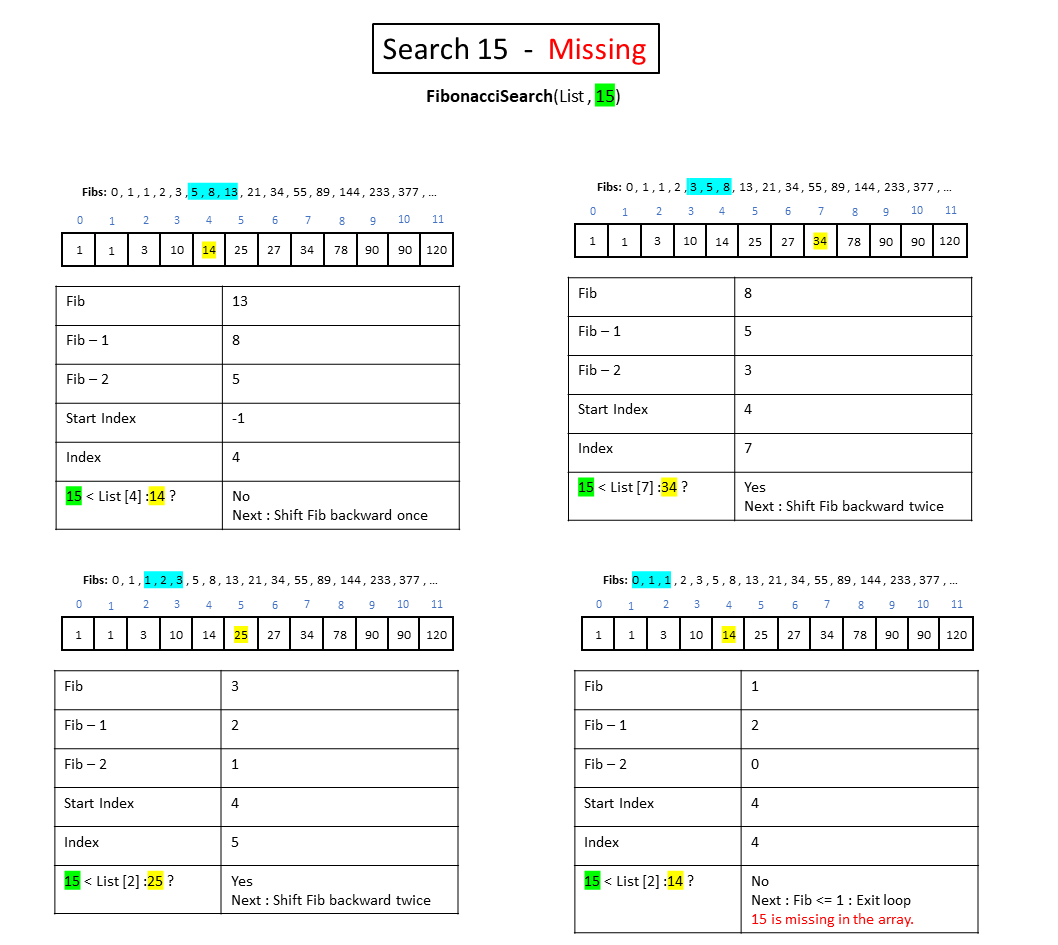 Search 15 - Missing
FibonacciSearch(List , 15)
Fibs: 0 , 1 , 1 , 2 , 3 , 5 , 8 , 13 , 21 , 34 , 55 , 89 , 144 , 233 , 377 , ...
0 1 2 3 4 5 6 7 8 9 10 11
1 1 3 10 14 25 27 34 78 90 90 120
Fib 13
Fib – 1 8
Fib – 2 5
Start Index -1
Index 4
15 < List [4] :14 ? No
Next : Shift Fib backward once
Fibs: 0 , 1 , 1 , 2 , 3 , 5 , 8 , 13 , 21 , 34 , 55 , 89 , 144 , 233 , 377 , ...
0 1 2 3 4 5 6 7 8 9 10 11
1 1 3 10 14 25 27 34 78 90 90 120
Fib 8
Fib – 1 5
Fib – 2 3
Start Index 4
Index 7
15 < List [7] :34 ? Yes
Next : Shift Fib backward twice
Fibs: 0 , 1 , 1 , 2 , 3 , 5 , 8 , 13 , 21 , 34 , 55 , 89 , 144 , 233 , 377 , ...
0 1 2 3 4 5 6 7 8 9 10 11
1 1 3 10 14 25 27 34 78 90 90 120
Fib 3
Fib – 1 2
Fib – 2 1
Start Index 4
Index 5
15 < List [2] :25 ? Yes
Next : Shift Fib backward twice
Fibs: 0 , 1 , 1 , 2 , 3 , 5 , 8 , 13 , 21 , 34 , 55 , 89 , 144 , 233 , 377 , ...
0 1 2 3 4 5 6 7 8 9 10 11
1 1 3 10 14 25 27 34 78 90 90 120
Fib 1
Fib – 1 2
Fib – 2 0
Start Index 4
Index 4
15 < List [2] :14 ? No
Next : Fib <= 1 : Exit loop
15 is missing in the array.